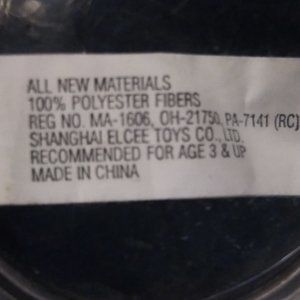 ALL NEW MATERIALS
100% POLYESTER FIBERS
REG NO. MA-1606, OH-21750, PA-7141 (RC)
SHANGHAI ELCEE TOYS CO., LTD.
RECOMMENDED FOR AGE 3 & UP
MADE IN CHINA